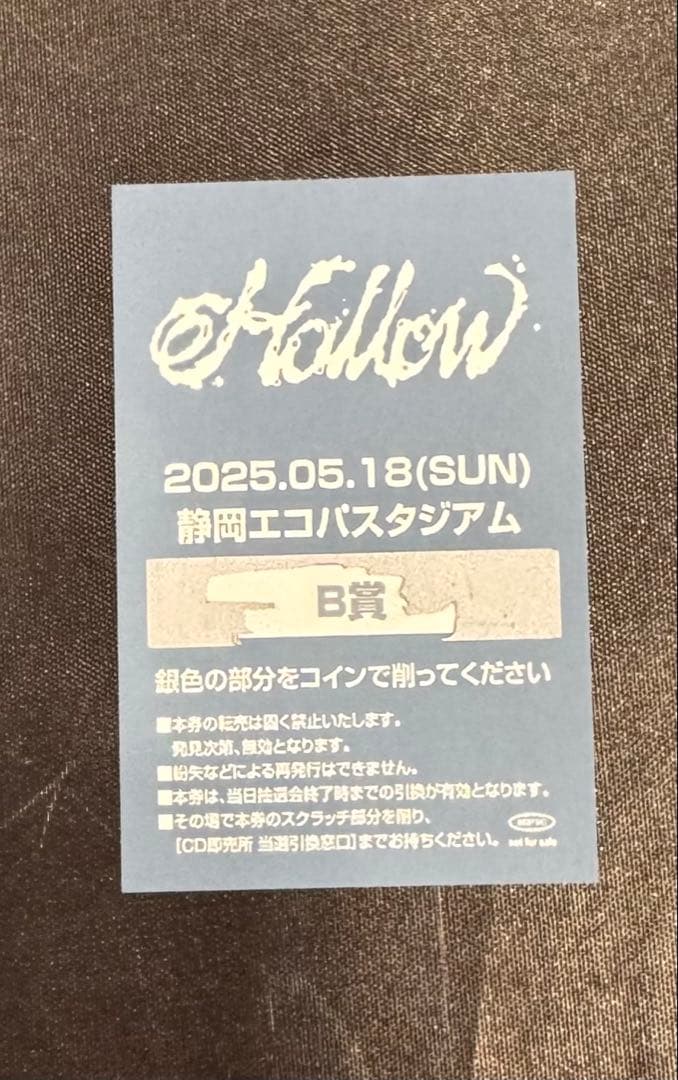 Hollow
2025.05.18(SUN)
静岡エコパスタジアム
B賞
銀色の部分をコインで削ってください
■本券の転売は固く禁止いたします。
発見次第、無効となります。
■紛失などによる再発行はできません。
■本券は、当日抽選会終了時までの引換が有効となります。
■その場で本券のスクラッチ部分を削り、
【CD即売所 当選引換窓口】までお持ちください。
not for sale